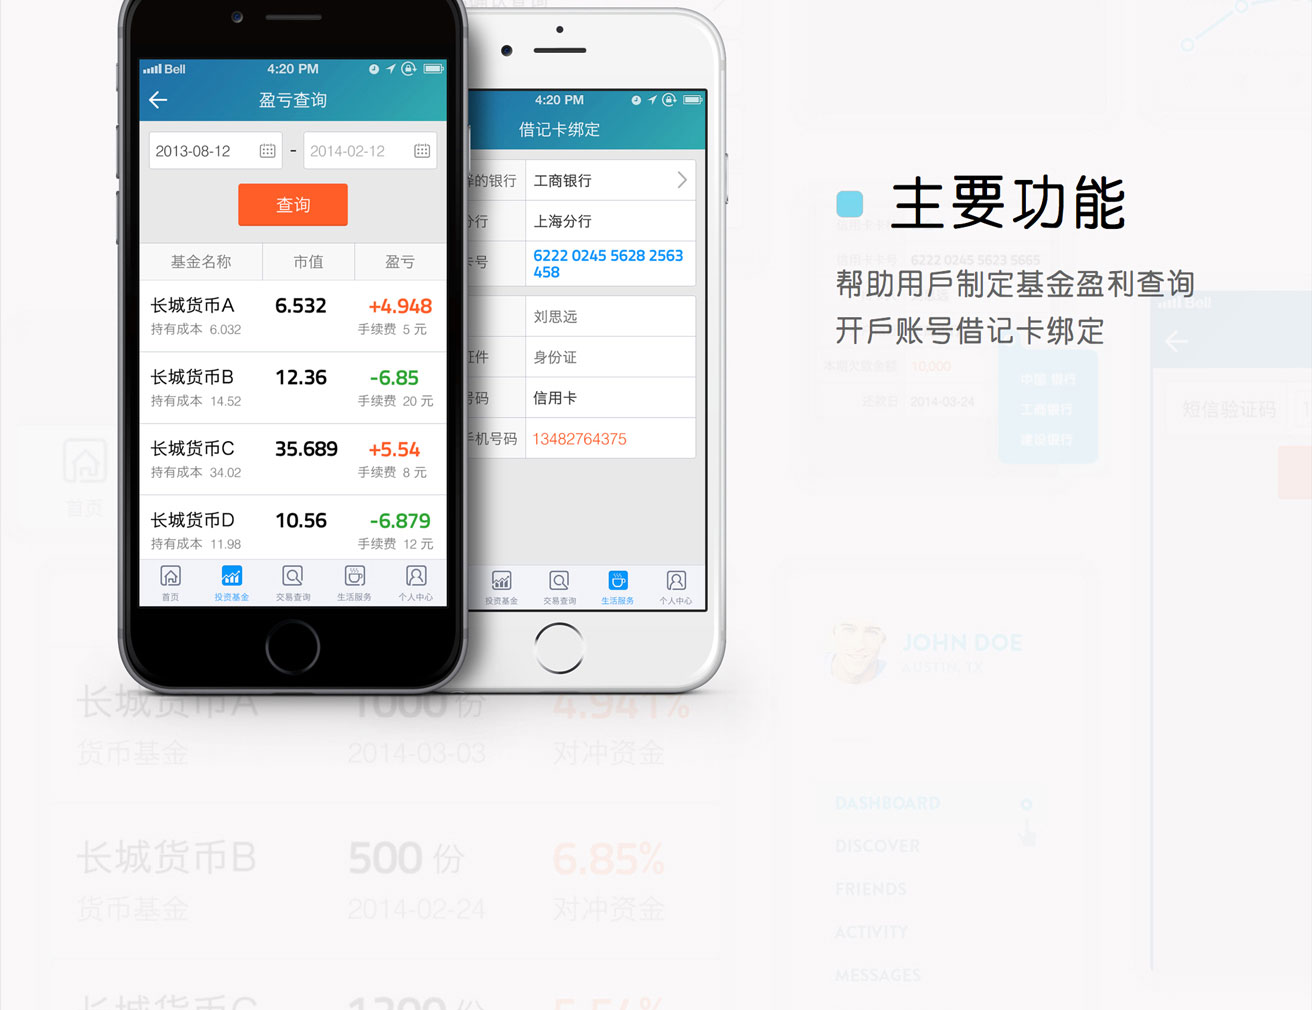 Bell 4:20 PM
盈亏查询
2013-08-12 - 2014-02-12
查询
基金名称 市值 盈亏
长城货币A 6.532 +4.948
持有成本 6.032 手续费 5 元
长城货币B 12.36 -6.85
持有成本 14.52 手续费 20 元
长城货币C 35.689 +5.54
持有成本 34.02 手续费 8 元
长城货币D 10.56 -6.879
持有成本 11.98 手续费 12 元
首页 投资基金 交易查询 生活服务 个人中心
4:20 PM
借记卡绑定
的银行 工商银行
分行 上海分行
卡号 6222 0245 5628 2563
458
刘思远
证件 身份证
号码 信用卡
手机号码 13482764375
投资基金 交易查询 生活服务 个人中心
主要功能
帮助用戶制定基金盈利查询
开戶账号借记卡绑定
信用卡卡号 6222 0245 5623 5665
本期欠款金额 10,000
还款日 2014-03-24
中国 银行
工商银行
建设银行
Bell
短信验证码
首页
JOHN DOE
AUSTIN, TX
DASHBOARD
DISCOVER
FRIENDS
ACTIVITY
MESSAGES
长城货币A 1000 份 4.941%
货币基金 2014-03-03 对冲资金
长城货币B 500 份 6.85%
货币基金 2014-02-24 对冲资金
长城货币C 1200 份 5.54%